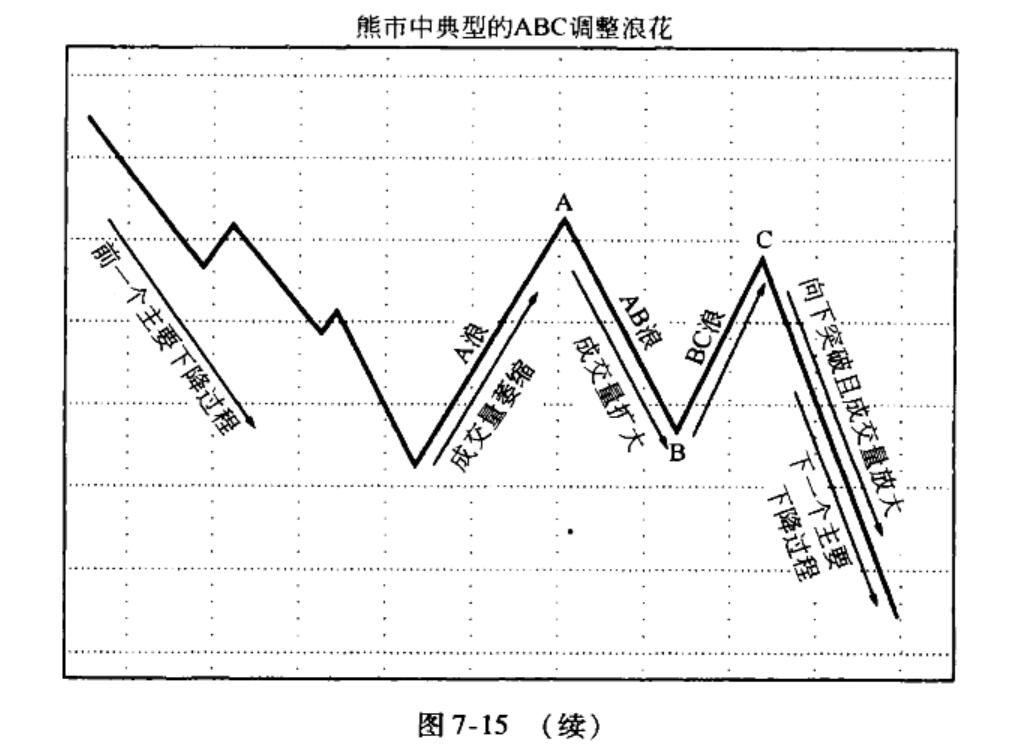 熊市中典型的ABC调整浪花
前一个主要下降过程
A浪
成交量萎缩
A
AB浪
成交量扩大
B
BC浪
C
向下突破且成交量放大
下一个主要
下降过程
图7-15 (续)